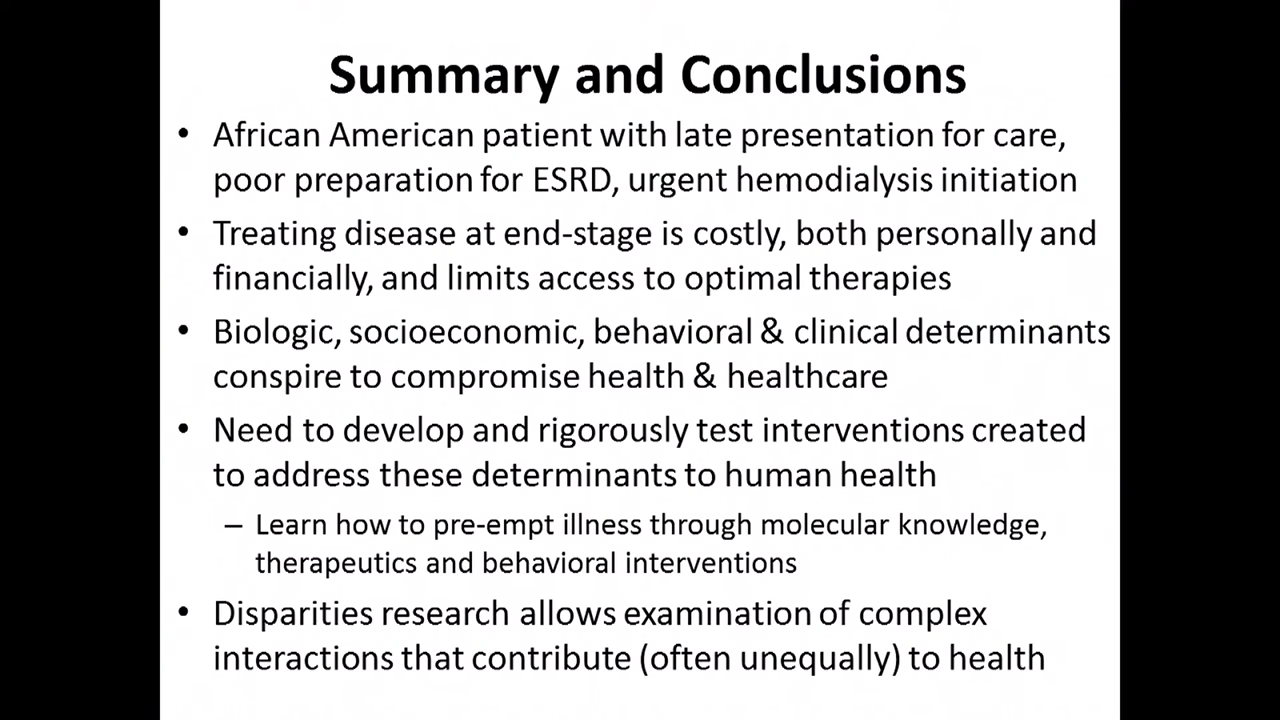 Summary and Conclusions
• African American patient with late presentation for care,
poor preparation for ESRD, urgent hemodialysis initiation
• Treating disease at end-stage is costly, both personally and
financially, and limits access to optimal therapies
• Biologic, socioeconomic, behavioral & clinical determinants
conspire to compromise health & healthcare
• Need to develop and rigorously test interventions created
to address these determinants to human health
– Learn how to pre-empt illness through molecular knowledge,
therapeutics and behavioral interventions
• Disparities research allows examination of complex
interactions that contribute (often unequally) to health